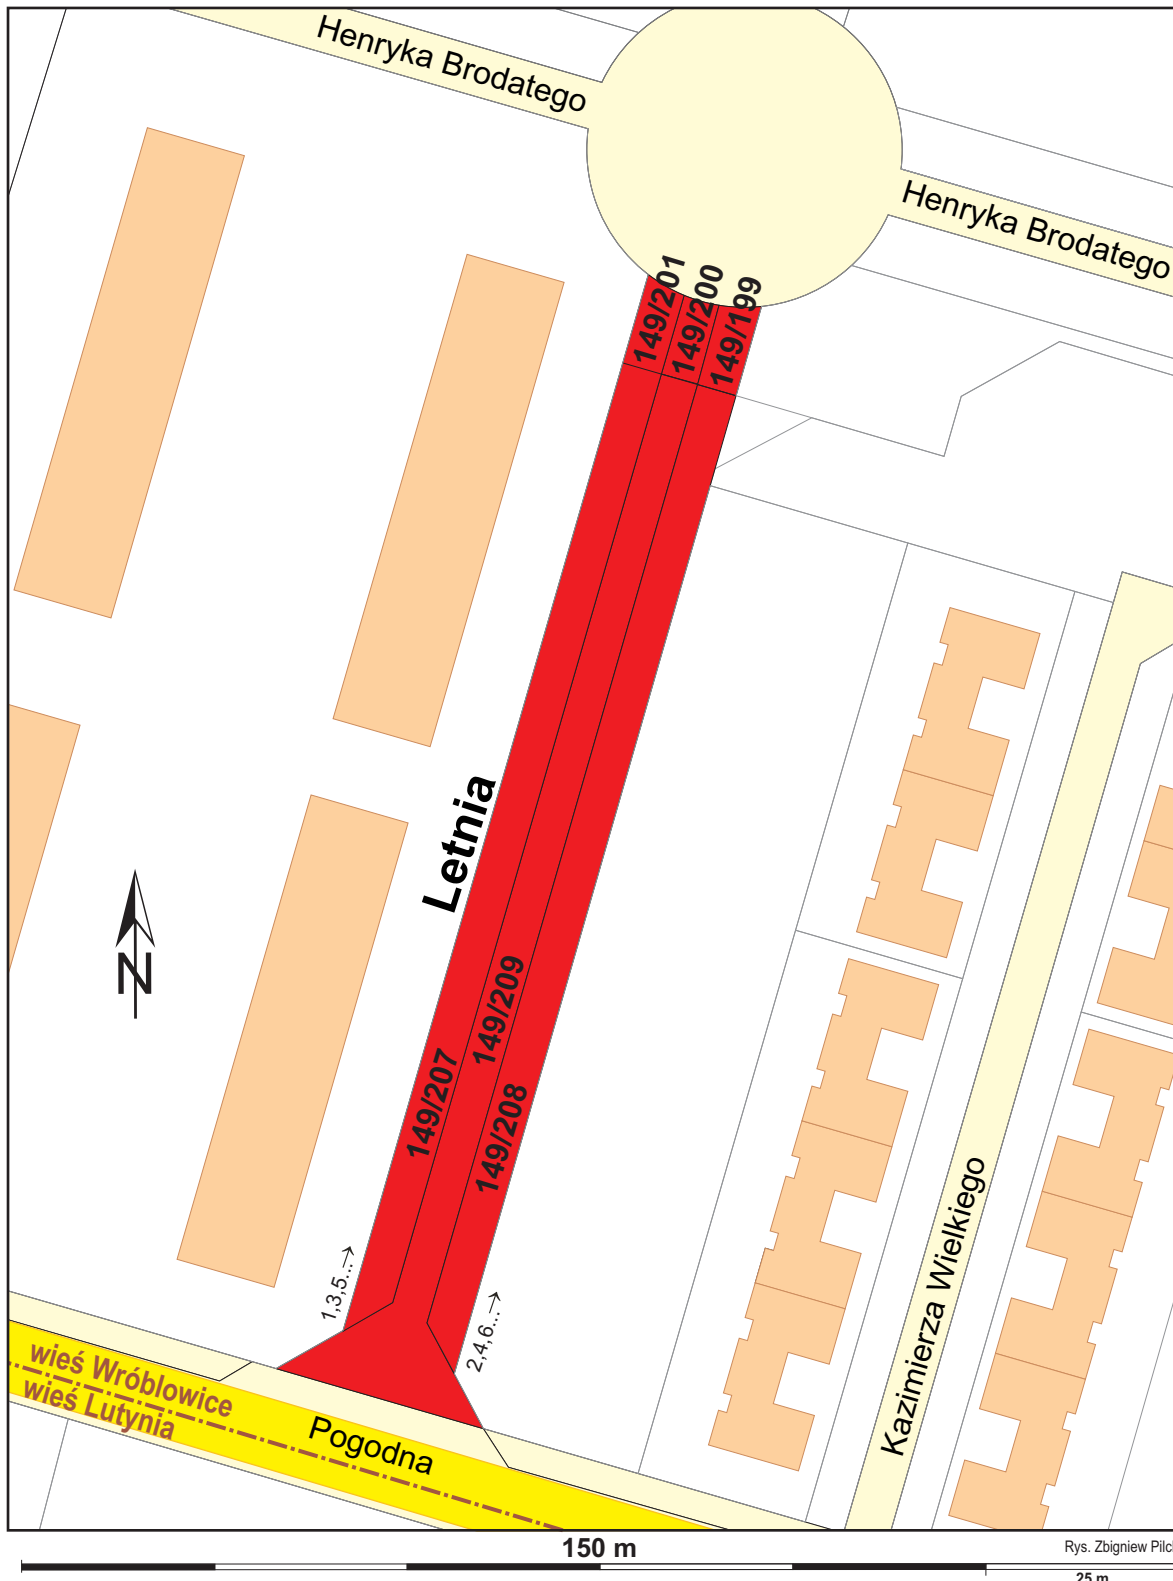 Henryka Brodatego
Henryka Brodatego
149/201
149/200
149/199
Letnia
N
149/209
149/207
149/208
1,3,5...→
2,4,6...→
Kazimierza Wielkiego
wieś Wróblowice
wieś Lutynia
Pogodna
150 m
Rys. Zbigniew
25 m